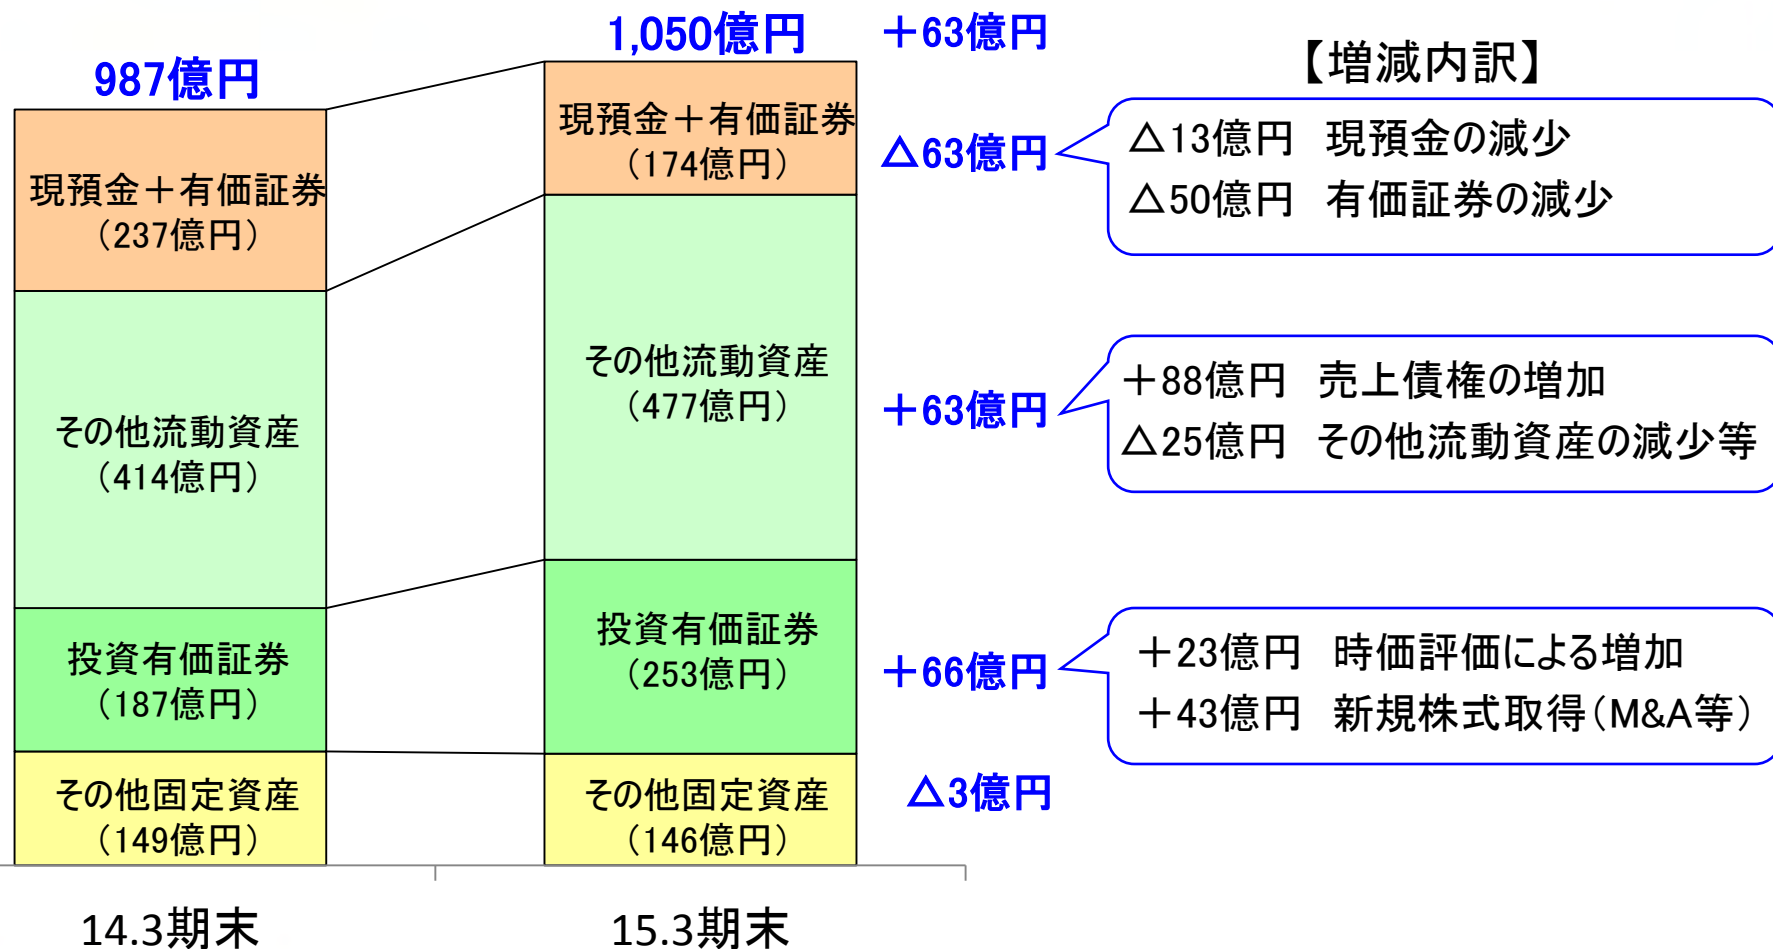 987億円
現預金＋有価証券
（237億円）
その他流動資産
（414億円）
投資有価証券
（187億円）
その他固定資産
（149億円）
14.3期末
1,050億円
現預金＋有価証券
（174億円）
その他流動資産
（477億円）
投資有価証券
（253億円）
その他固定資産
（146億円）
15.3期末
＋63億円
△63億円
＋63億円
＋66億円
△3億円
【増減内訳】
△13億円 現預金の減少
△50億円 有価証券の減少
＋88億円 売上債権の増加
△25億円 その他流動資産の減少等
＋23億円 時価評価による増加
＋43億円 新規株式取得（M&A等）